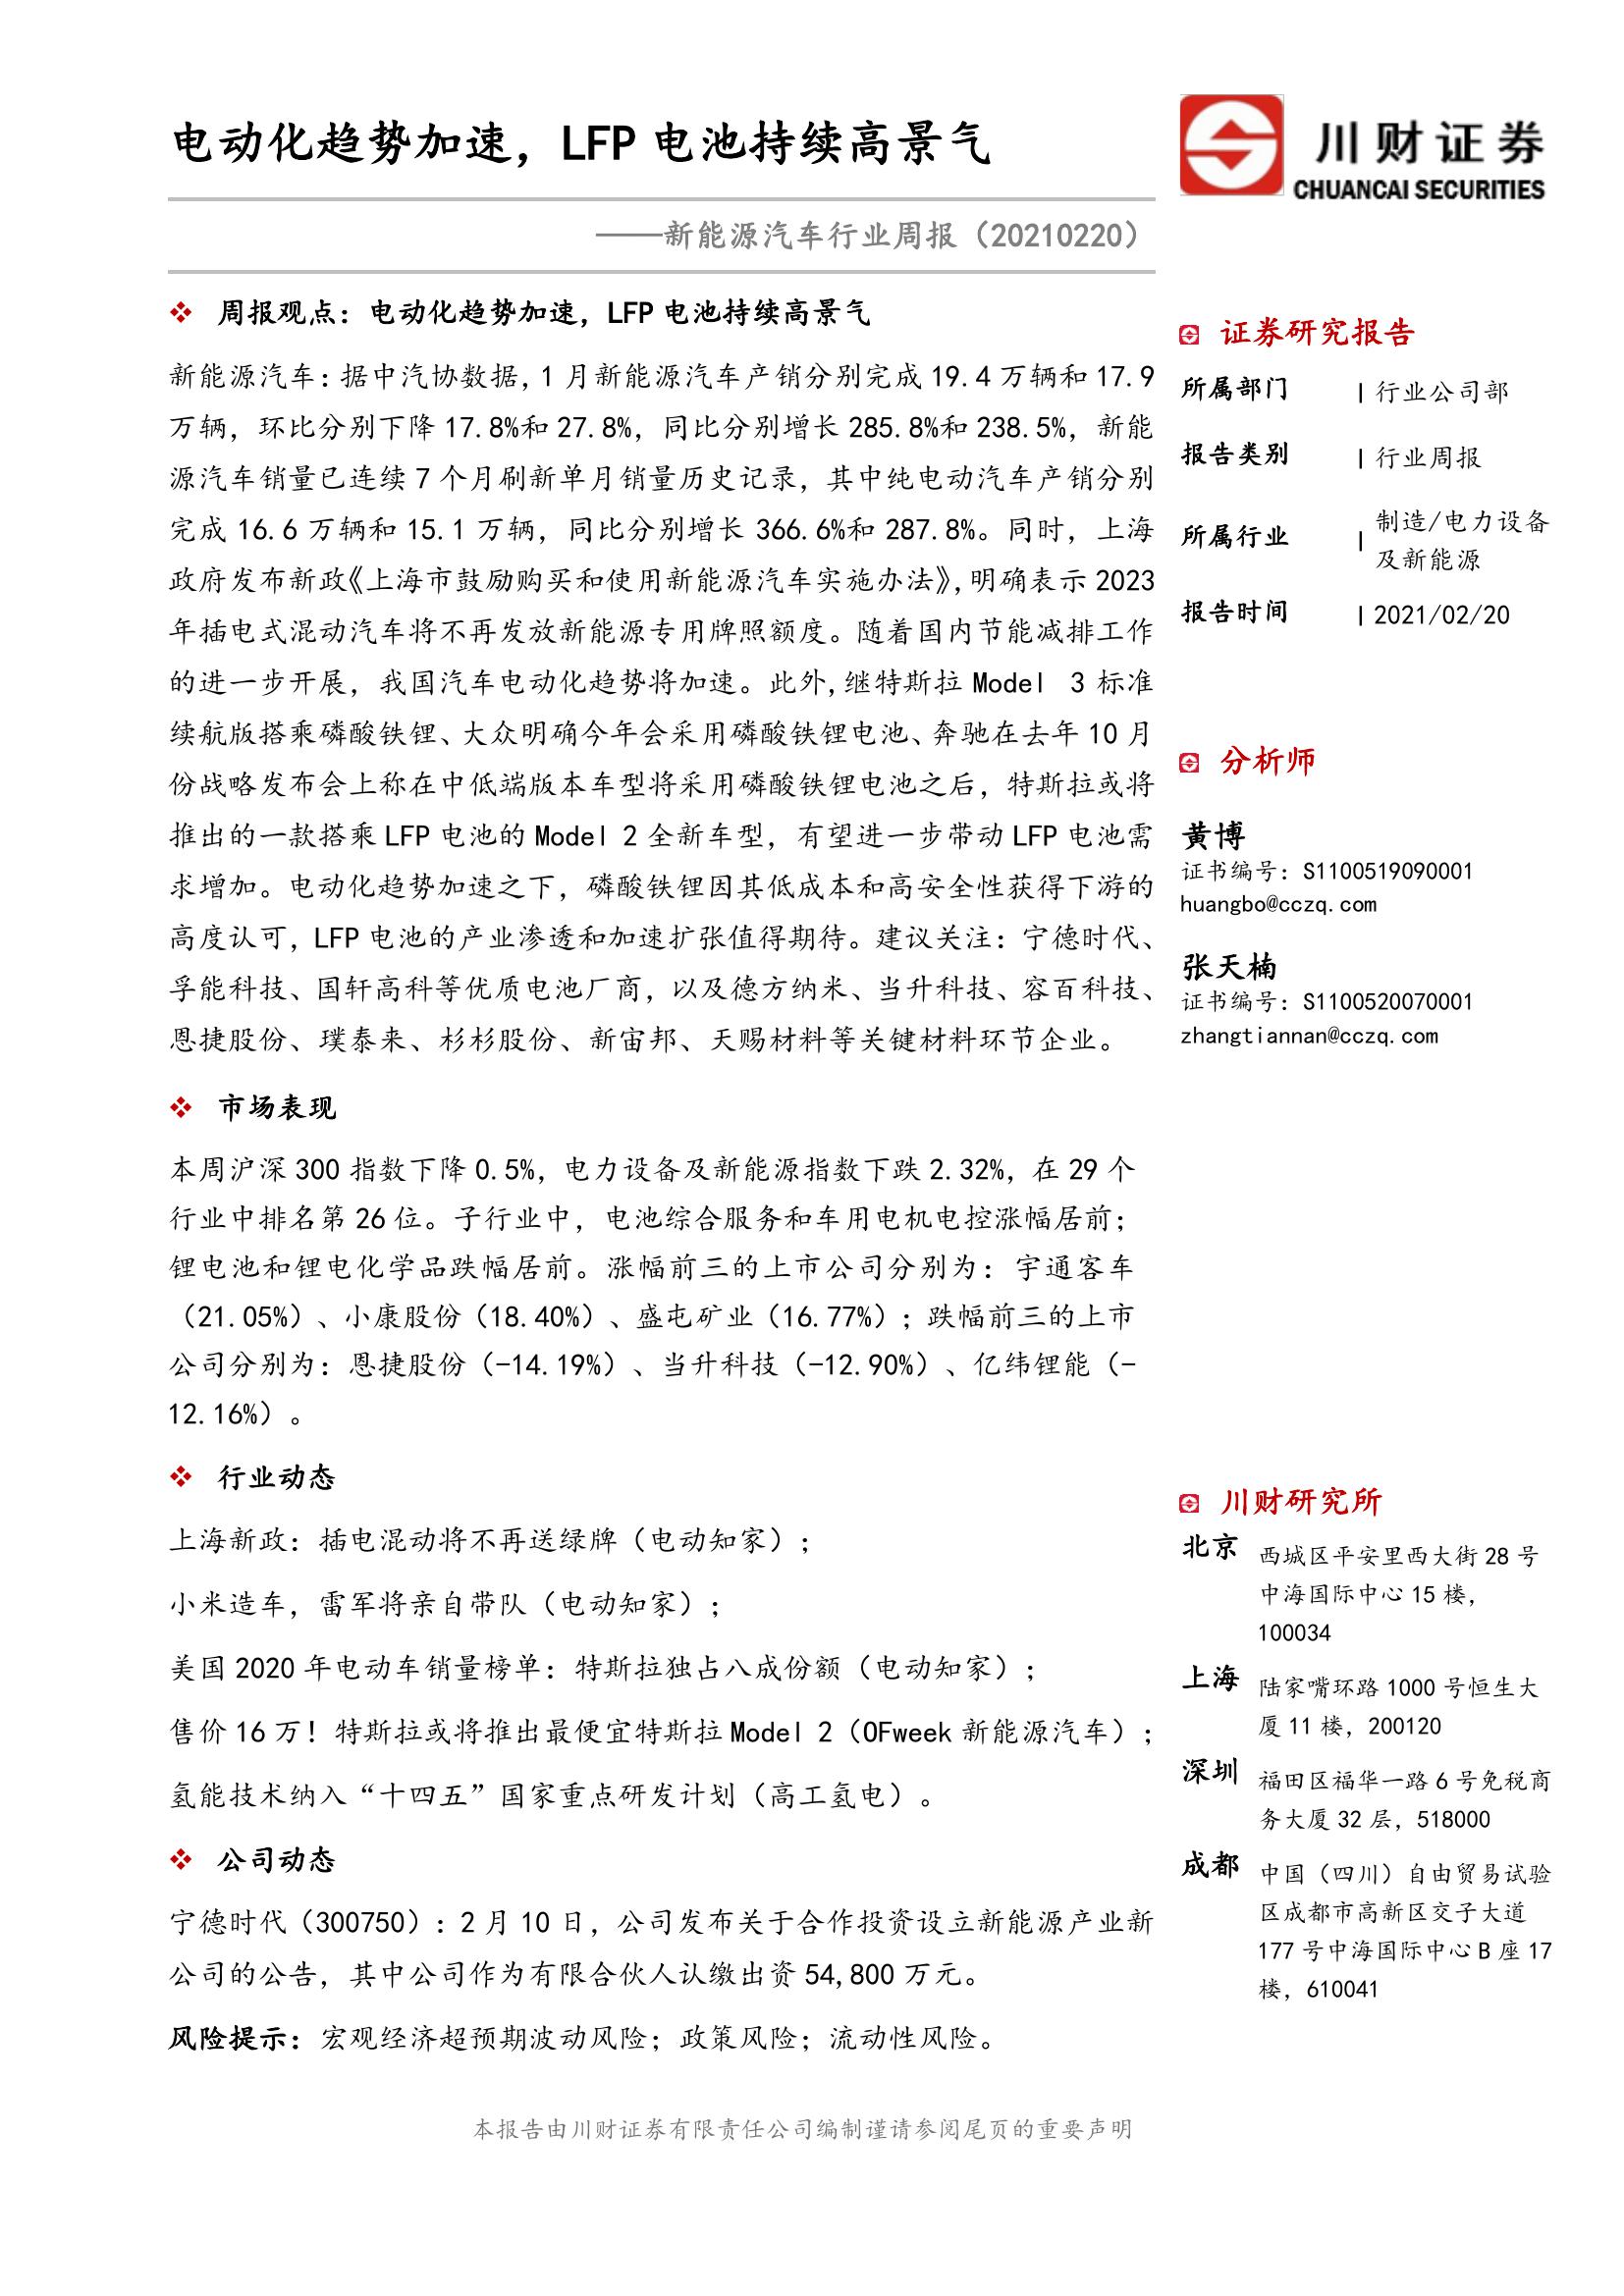 电动化趋势加速，LFP 电池持续高景气
——新能源汽车行业周报（20210220）
川财证券
CHUANCAI SECURITIES
周报观点：电动化趋势加速，LFP 电池持续高景气
新能源汽车：据中汽协数据，1 月新能源汽车产销分别完成 19.4 万辆和 17.9
万辆，环比分别下降 17.8%和 27.8%，同比分别增长 285.8%和 238.5%，新能
源汽车销量已连续 7 个月刷新单月销量历史记录，其中纯电动汽车产销分别
完成 16.6 万辆和 15.1 万辆，同比分别增长 366.6%和 287.8%。同时，上海
政府发布新政《上海市鼓励购买和使用新能源汽车实施办法》，明确表示 2023
年插电式混动汽车将不再发放新能源专用牌照额度。随着国内节能减排工作
的进一步开展，我国汽车电动化趋势将加速。此外,继特斯拉 Model 3 标准
续航版搭乘磷酸铁锂、大众明确今年会采用磷酸铁锂电池、奔驰在去年 10 月
份战略发布会上称在中低端版本车型将采用磷酸铁锂电池之后，特斯拉或将
推出的一款搭乘 LFP 电池的 Model 2 全新车型，有望进一步带动 LFP 电池需
求增加。电动化趋势加速之下，磷酸铁锂因其低成本和高安全性获得下游的
高度认可，LFP 电池的产业渗透和加速扩张值得期待。建议关注：宁德时代、
孚能科技、国轩高科等优质电池厂商，以及德方纳米、当升科技、容百科技、
恩捷股份、璞泰来、杉杉股份、新宙邦、天赐材料等关键材料环节企业。
市场表现
本周沪深 300 指数下降 0.5%，电力设备及新能源指数下跌 2.32%，在 29 个
行业中排名第 26 位。子行业中，电池综合服务和车用电机电控涨幅居前；
锂电池和锂电化学品跌幅居前。涨幅前三的上市公司分别为：宇通客车
（21.05%）、小康股份（18.40%）、盛屯矿业（16.77%）；跌幅前三的上市
公司分别为：恩捷股份（-14.19%）、当升科技（-12.90%）、亿纬锂能（-
12.16%）。
行业动态
上海新政：插电混动将不再送绿牌（电动知家）；
小米造车，雷军将亲自带队（电动知家）；
美国 2020 年电动车销量榜单：特斯拉独占八成份额（电动知家）；
售价 16 万！特斯拉或将推出最便宜特斯拉 Model 2（OFweek 新能源汽车）；
氢能技术纳入“十四五”国家重点研发计划（高工氢电）。
公司动态
宁德时代（300750）：2 月 10 日，公司发布关于合作投资设立新能源产业新
公司的公告，其中公司作为有限合伙人认缴出资 54,800 万元。
风险提示：宏观经济超预期波动风险；政策风险；流动性风险。
证券研究报告
所属部门 | 行业公司部
报告类别 | 行业周报
所属行业 | 制造/电力设备
及新能源
报告时间 | 2021/02/20
分析师
黄博
证书编号：S1100519090001
huangbo@cczq.com
张天楠
证书编号：S1100520070001
zhangtiannan@cczq.com
川财研究所
北京 西城区平安里西大街 28 号
中海国际中心 15 楼，
100034
上海 陆家嘴环路 1000 号恒生大
厦 11 楼，200120
深圳 福田区福华一路 6 号免税商
务大厦 32 层，518000
成都 中国（四川）自由贸易试验
区成都市高新区交子大道
177 号中海国际中心 B 座 17
楼，610041
本报告由川财证券有限责任公司编制谨请参阅尾页的重要声明